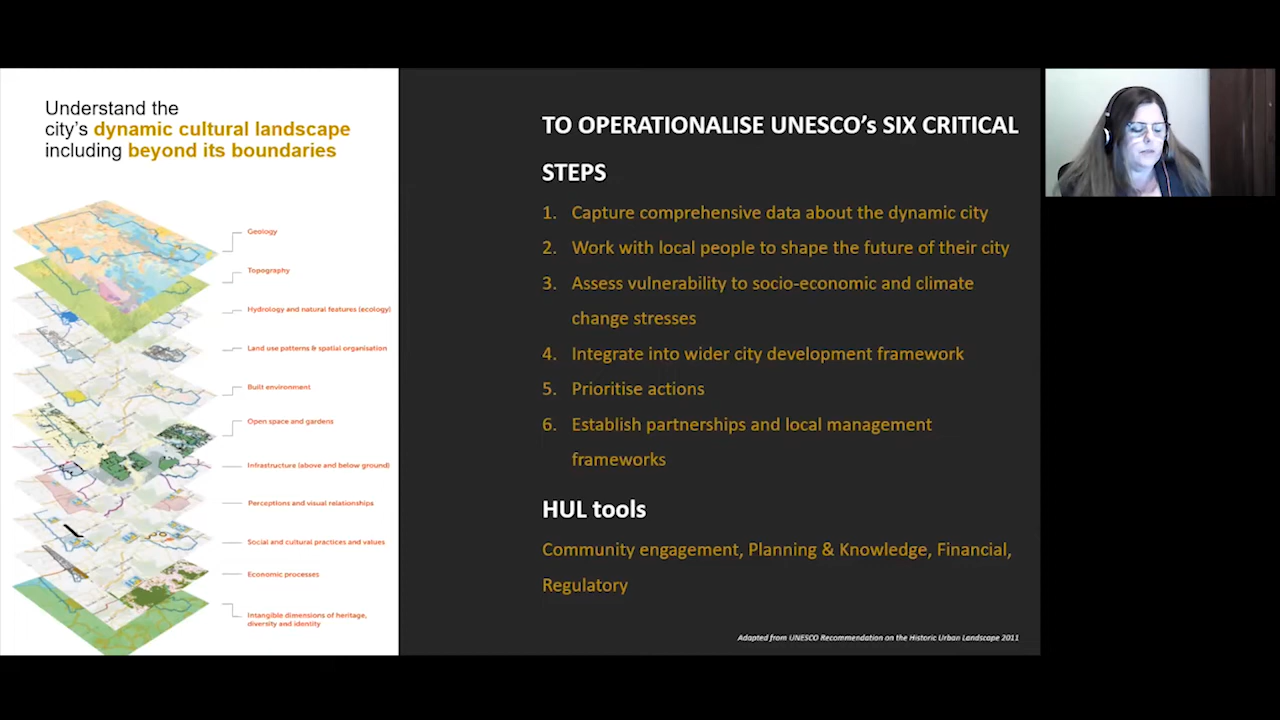 Understand the
city's dynamic cultural landscape
including beyond its boundaries
Geology
Topography
Hydrology and natural features (ecology)
Land use patterns & spatial organisation
Built environment
Open space and gardens
Infrastructure (above and below ground)
Perceptions and visual relationships
Social and cultural practices and values
Economic processes
Intangible dimensions of heritage,
diversity and identity
TO OPERATIONALISE UNESCO's SIX CRITICAL
STEPS
1. Capture comprehensive data about the dynamic city
2. Work with local people to shape the future of their city
3. Assess vulnerability to socio-economic and climate
change stresses
4. Integrate into wider city development framework
5. Prioritise actions
6. Establish partnerships and local management
frameworks
HUL tools
Community engagement, Planning & Knowledge, Financial,
Regulatory
Adapted from UNESCO Recommendation on the Historic Urban Landscape 2011